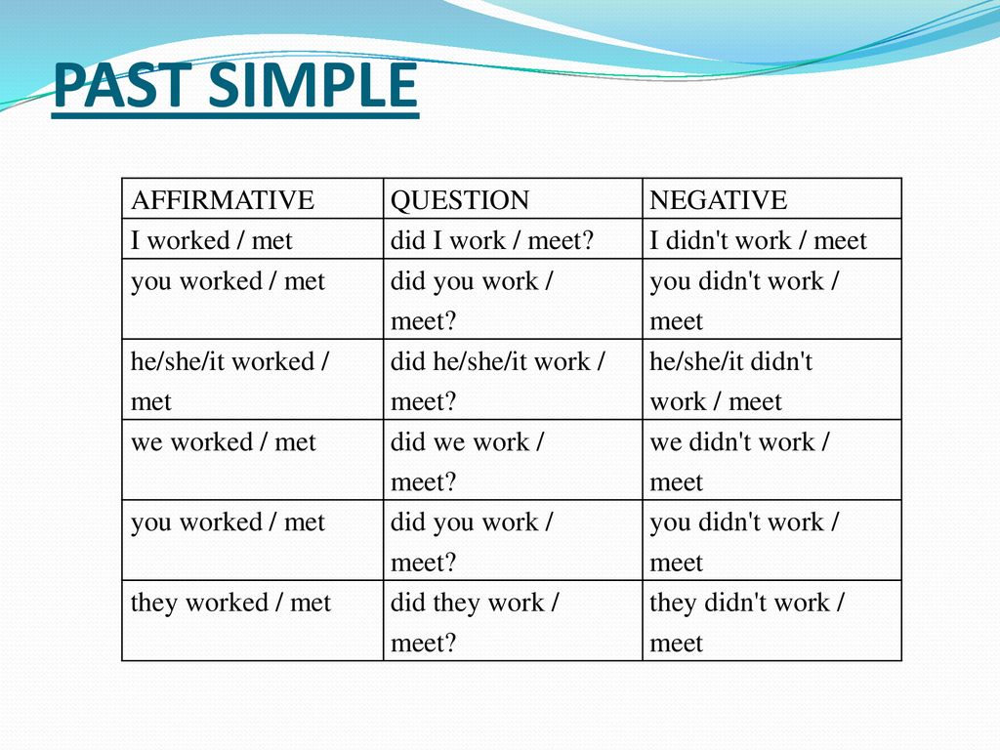 PAST SIMPLE
AFFIRMATIVE QUESTION NEGATIVE
I worked / met did I work / meet? I didn't work / meet
you worked / met did you work / meet? you didn't work / meet
he/she/it worked / met did he/she/it work / meet? he/she/it didn't work / meet
we worked / met did we work / meet? we didn't work / meet
you worked / met did you work / meet? you didn't work / meet
they worked / met did they work / meet? they didn't work / meet